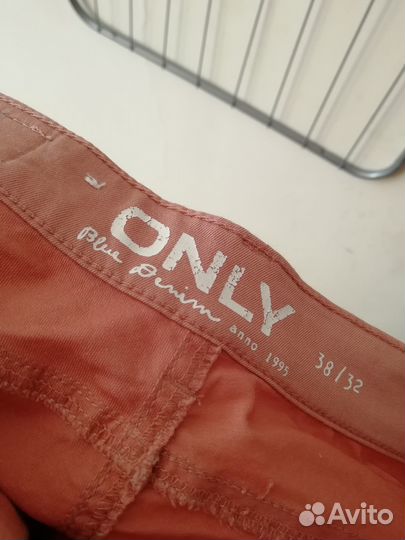 ONLY
Blue Denim
anno 1995
38/32
Avito